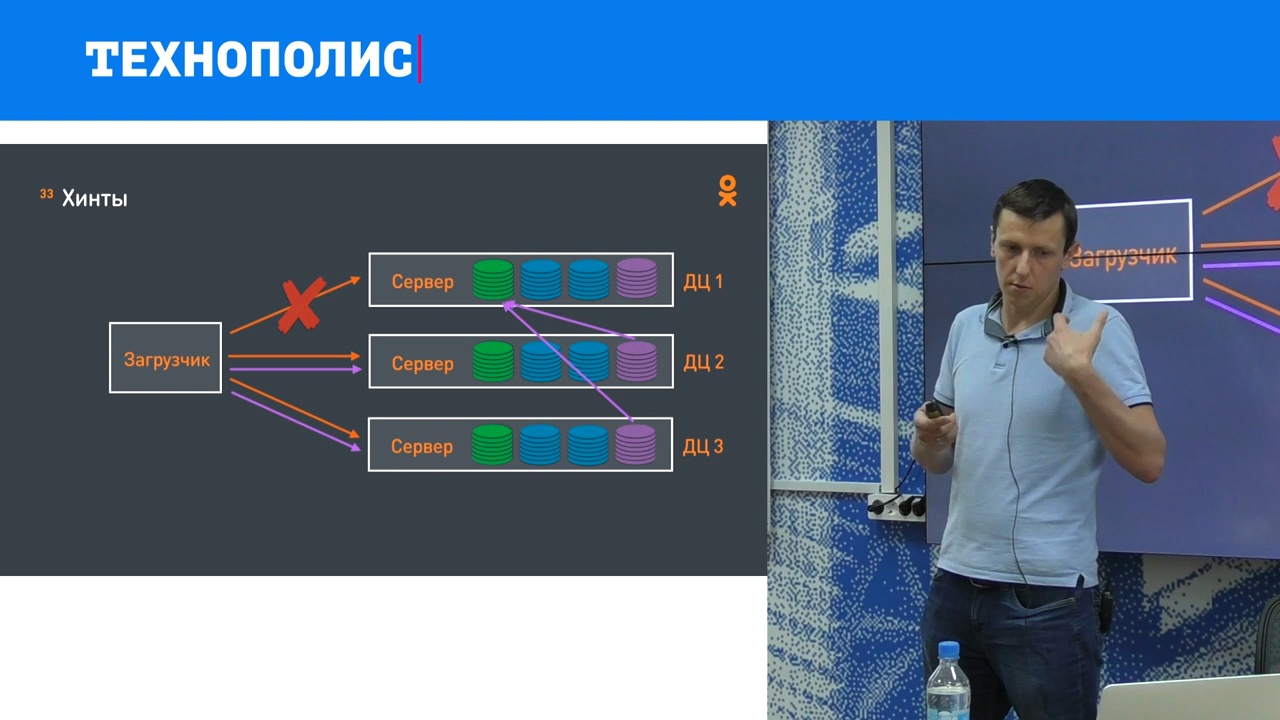 ТЕХНОПОЛИС
33 Хинты
Загрузчик
Сервер
ДЦ 1
Сервер
ДЦ 2
Сервер
ДЦ 3
Загрузчик